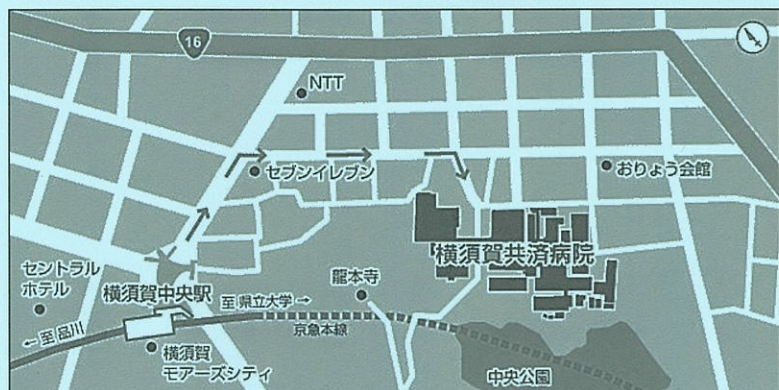 16
NTT
セブンイレブン
おりょう会館
横須賀共済病院
セントラル
ホテル
横須賀中央駅
至 県立大学 →
龍本寺
← 至 品川
京急本線
横須賀
モアーズシティ
中央公園